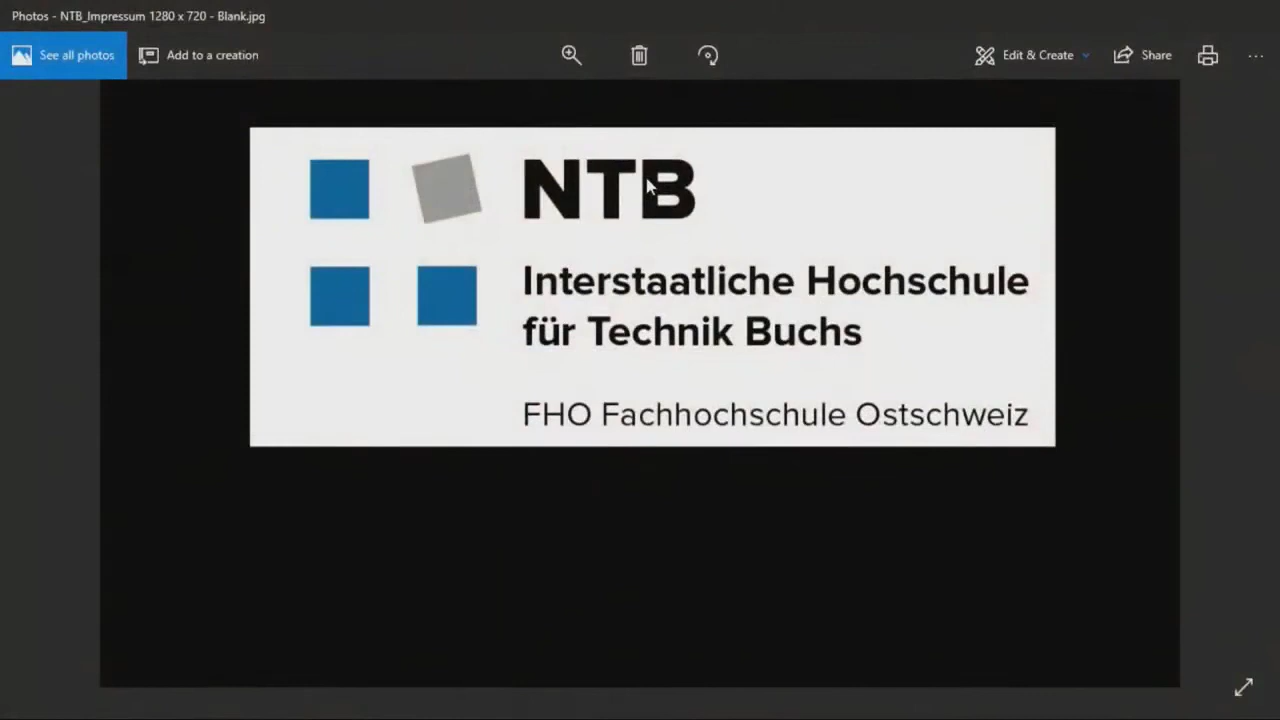 Photos - NTB_Impressum 1280 x 720 - Blank.jpg
See all photos
Add to a creation
Edit & Create
Share
NTB
Interstaatliche Hochschule
für Technik Buchs
FHO Fachhochschule Ostschweiz